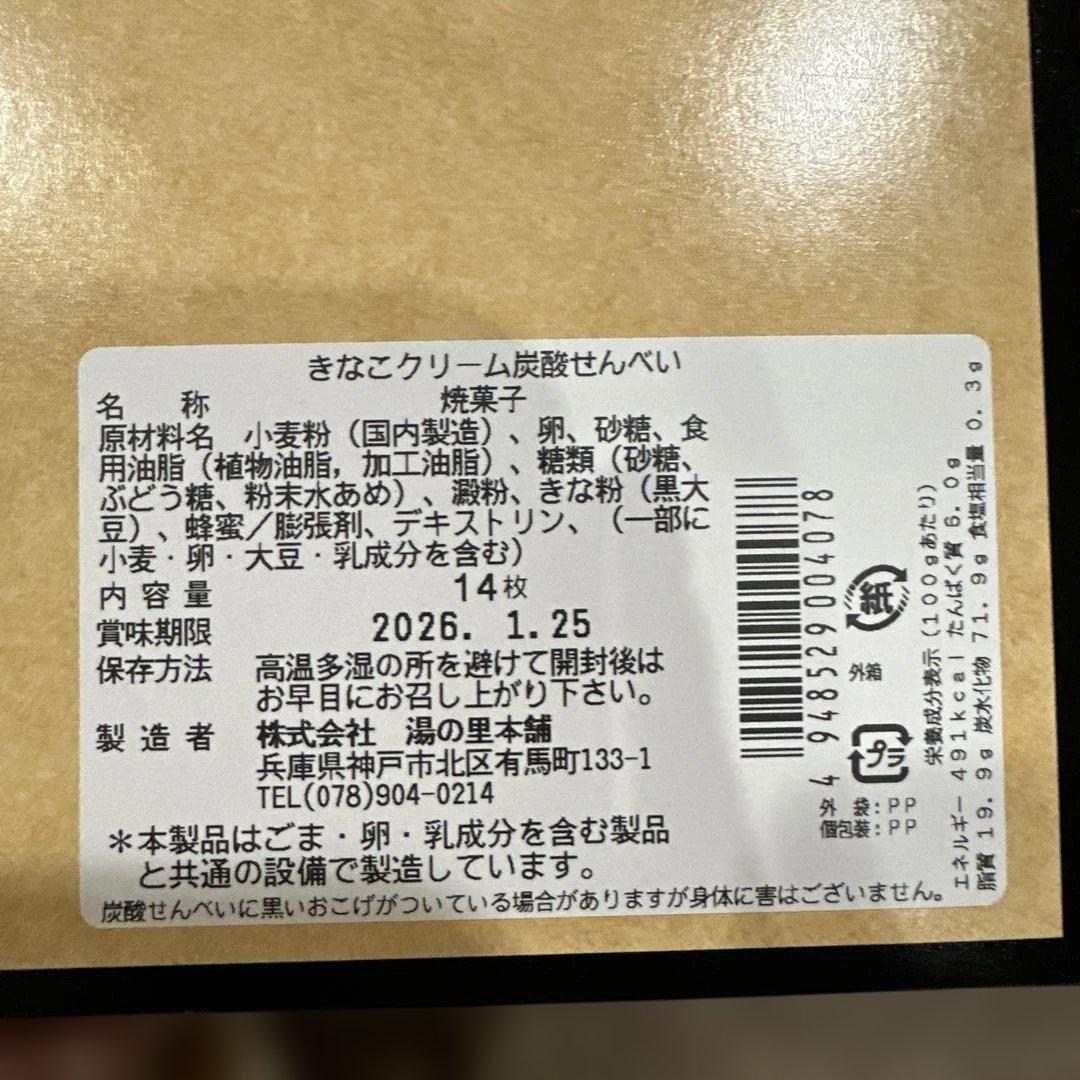 きなこクリーム炭酸せんべい
名 称 焼菓子
原材料名 小麦粉（国内製造）、卵、砂糖、食
用油脂（植物油脂，加工油脂）、糖類（砂糖、
ぶどう糖、粉末水あめ）、澱粉、きな粉（黒大
豆）、蜂蜜／膨張剤、デキストリン、（一部に
小麦・卵・大豆・乳成分を含む）
内容量 14枚
賞味期限 2026. 1.25
保存方法 高温多湿の所を避けて開封後は
お早目にお召し上がり下さい。
製造者 株式会社 湯の里本舗
兵庫県神戸市北区有馬町133-1
TEL(078)904-0214
＊本製品はごま・卵・乳成分を含む製品
と共通の設備で製造しています。
炭酸せんべいに黒いおこげがついている場合がありますが身体に害はございません。
4 948529004078
紙
外箱
プラ
外 袋：PP
個包装：PP
栄養成分表示（100gあたり）
エネルギー 491kcal たんぱく質 6.0g
脂質 19.9g 炭水化物 71.9g 食塩相当量 0.3g